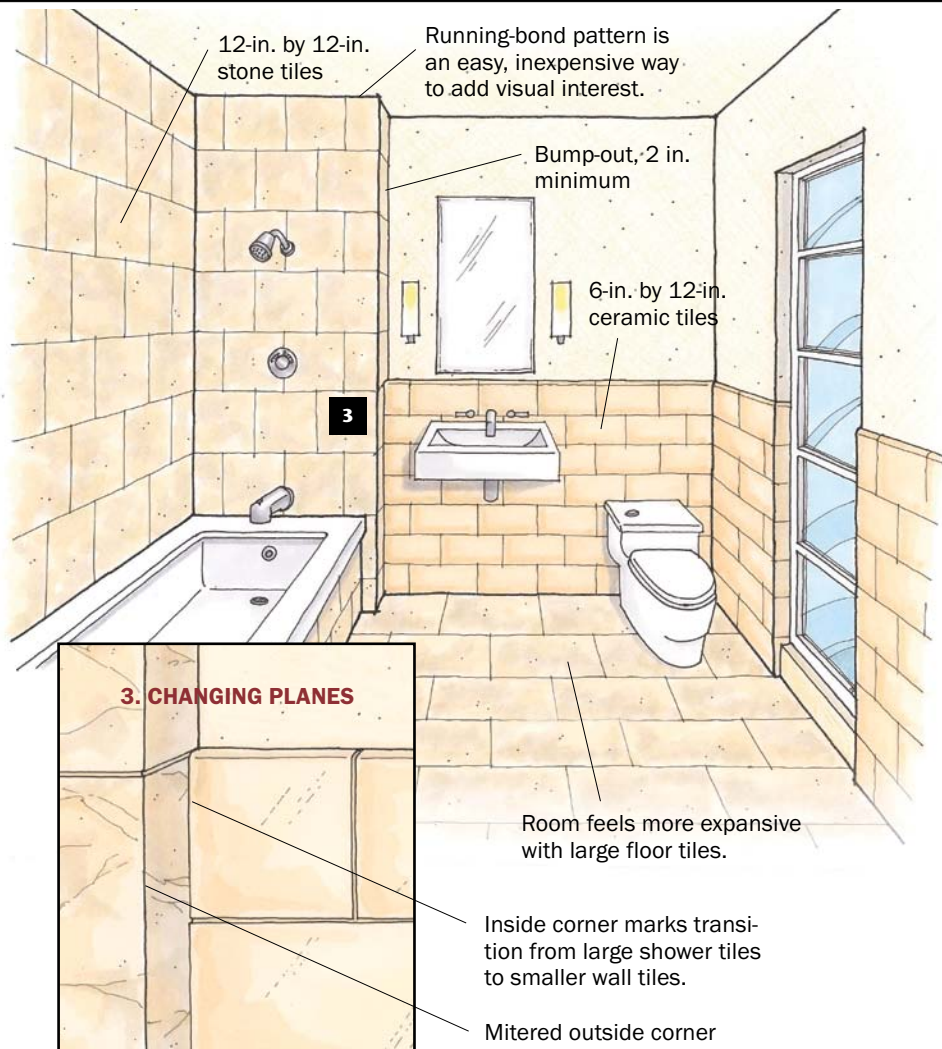 12-in. by 12-in.
stone tiles
Running-bond pattern is
an easy, inexpensive way
to add visual interest.
Bump-out, 2 in.
minimum
6-in. by 12-in.
ceramic tiles
3
3. CHANGING PLANES
Room feels more expansive
with large floor tiles.
Inside corner marks transi-
tion from large shower tiles
to smaller wall tiles.
Mitered outside corner